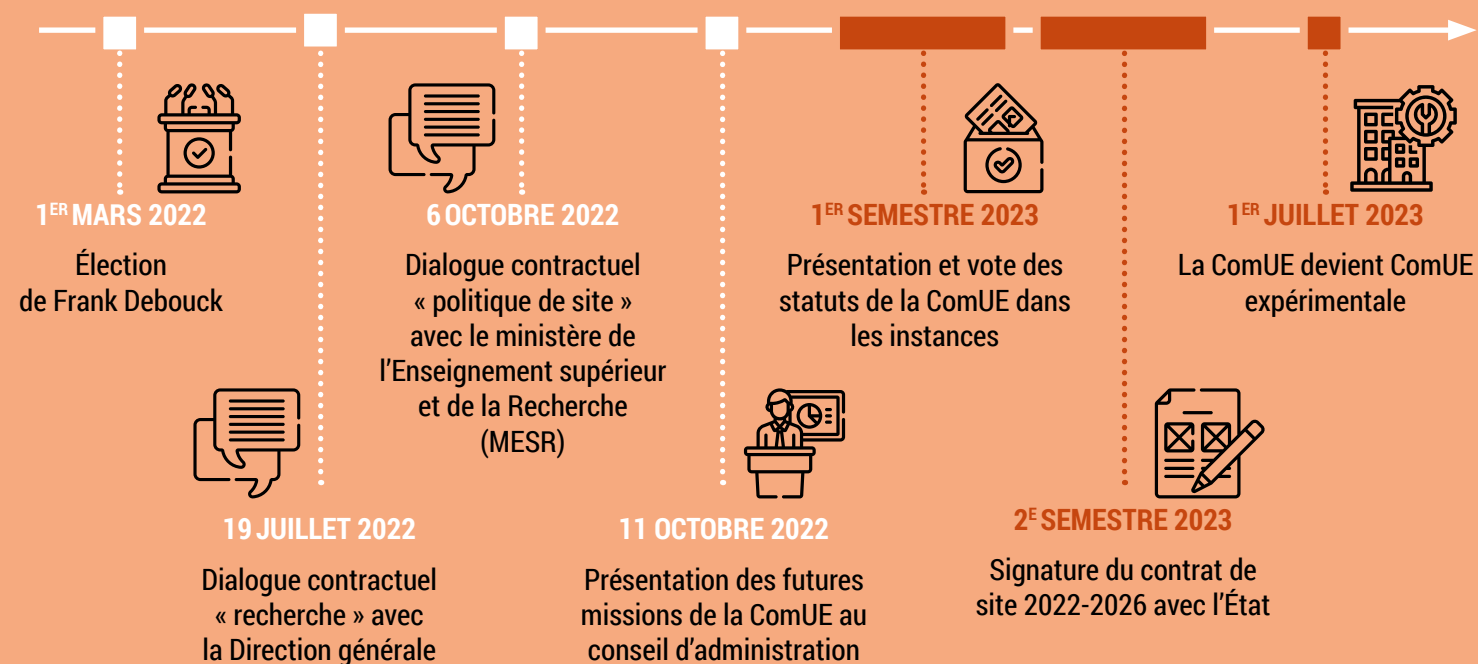 1ER MARS 2022
Élection
de Frank Debouck
19 JUILLET 2022
Dialogue contractuel
« recherche » avec
la Direction générale
6 OCTOBRE 2022
Dialogue contractuel
« politique de site »
avec le ministère de
l’Enseignement supérieur
et de la Recherche
(MESR)
11 OCTOBRE 2022
Présentation des futures
missions de la ComUE au
conseil d’administration
1ER SEMESTRE 2023
Présentation et vote des
statuts de la ComUE dans
les instances
2E SEMESTRE 2023
Signature du contrat de
site 2022-2026 avec l’État
1ER JUILLET 2023
La ComUE devient ComUE
expérimentale